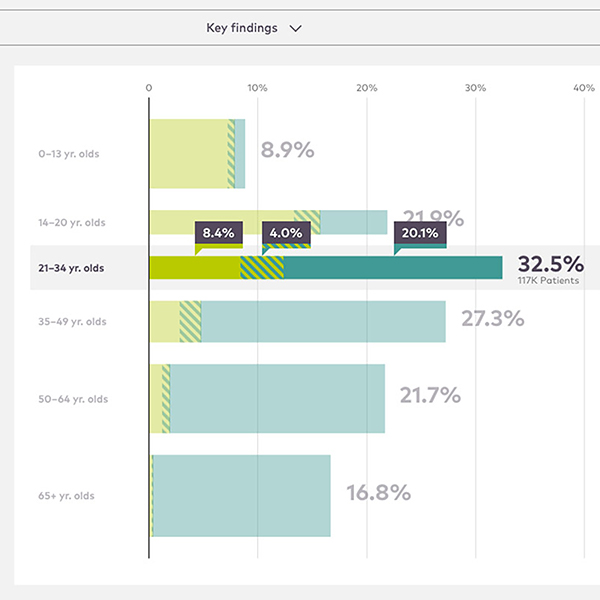 Key findings
0 10% 20% 30% 40%
0–13 yr. olds 8.9%
14–20 yr. olds 21.9%
8.4% 4.0% 20.1%
21–34 yr. olds 32.5%
117K Patients
35–49 yr. olds 27.3%
50–64 yr. olds 21.7%
65+ yr. olds 16.8%